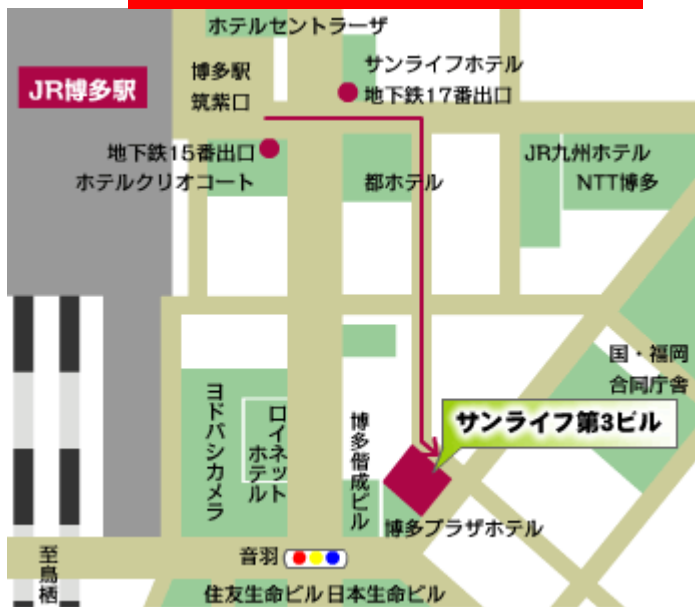 ホテルセントラーザ
JR博多駅
博多駅
筑紫口
サンライフホテル
地下鉄17番出口
地下鉄15番出口
ホテルクリオコート
都ホテル
JR九州ホテル
NTT博多
国・福岡
合同庁舎
サンライフ第3ビル
ヨドバシカメラ
ロイネット
ホテル
博多偕成ビル
博多プラザホテル
至鳥栖
音羽
住友生命ビル
日本生命ビル